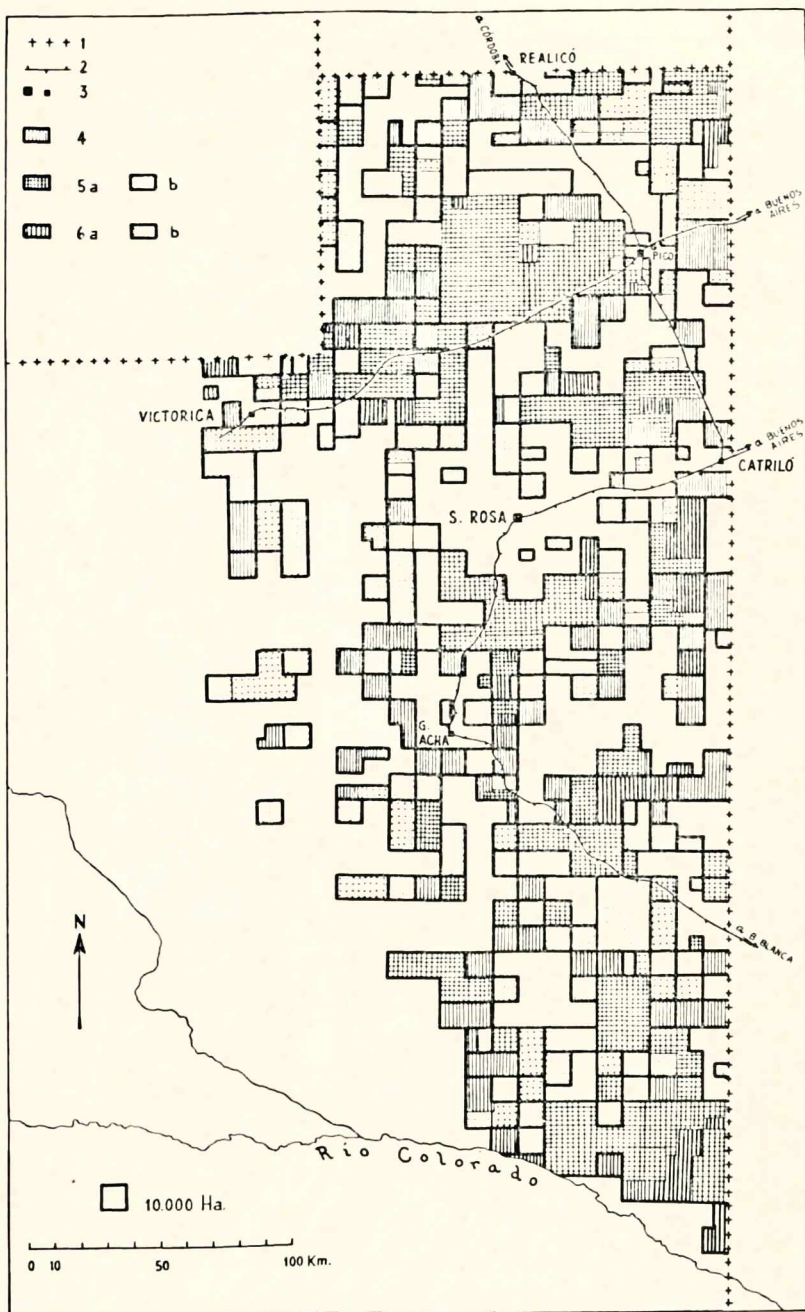 1
2
3
4
5a b
6a b
a CÓRDOBA
REALICÓ
a BUENOS
AIRES
G.
PICO
VICTORICA
a BUENOS
AIRES
CATRILÓ
S. ROSA
G.
ACHA
N
a B. BLANCA
Río Colorado
10.000 Ha.
0 10 50 100 Km.